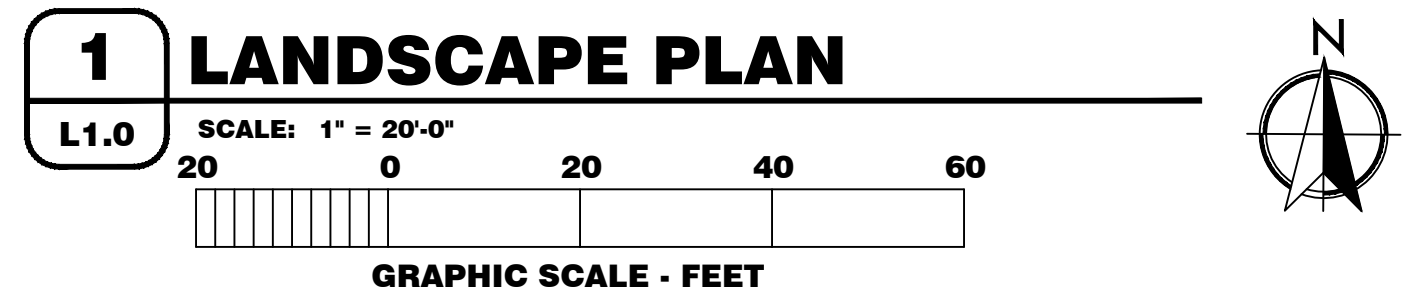 1 LANDSCAPE PLAN
N
L1.0 SCALE: 1" = 20'-0"
20 0 20 40 60
GRAPHIC SCALE - FEET